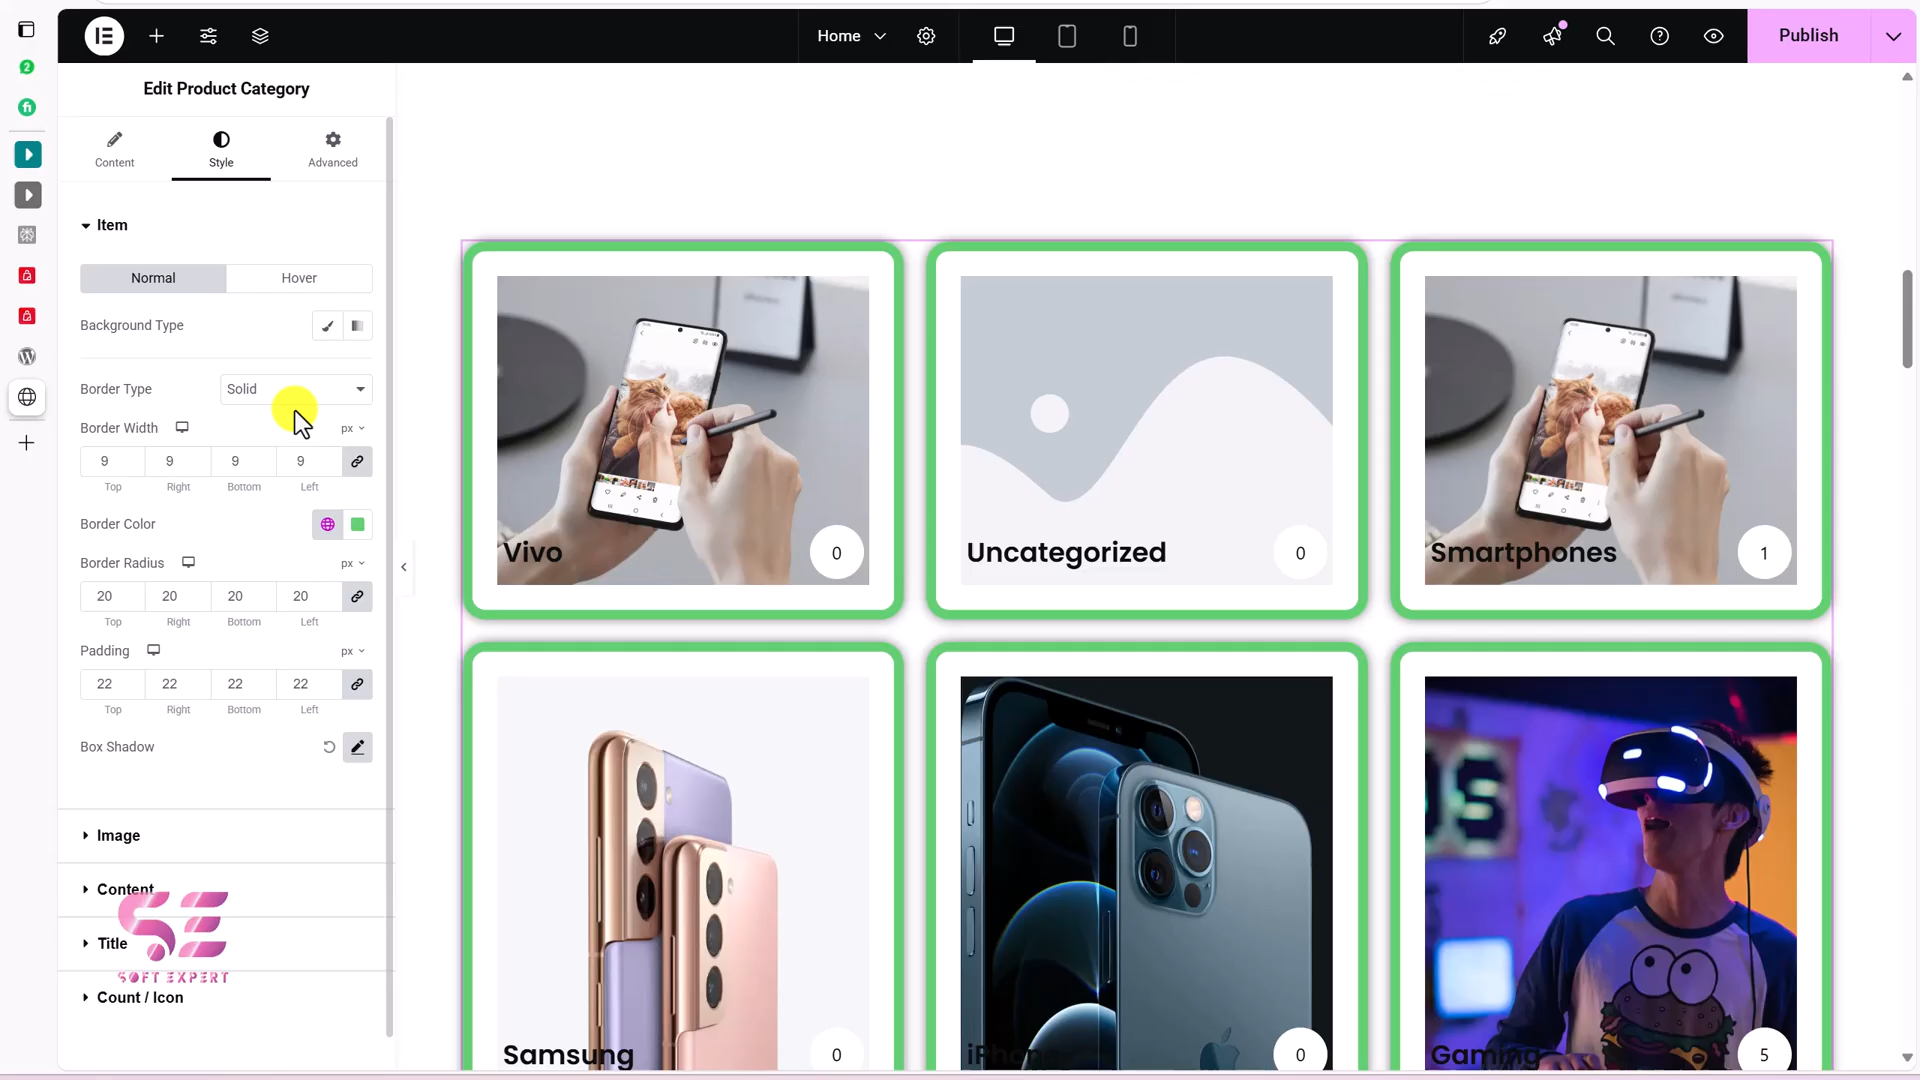 Home
Publish
Edit Product Category
Content
Style
Advanced
Item
Normal
Hover
Background Type
Border Type
Solid
Border Width
px
9
9
9
9
Top
Right
Bottom
Left
Border Color
Border Radius
px
20
20
20
20
Top
Right
Bottom
Left
Padding
px
22
22
22
22
Top
Right
Bottom
Left
Box Shadow
Image
Content
Title
SOFT EXPERT
Count / Icon
Vivo
0
Uncategorized
0
Smartphones
1
Samsung
0
iPhone
0
Gaming
5